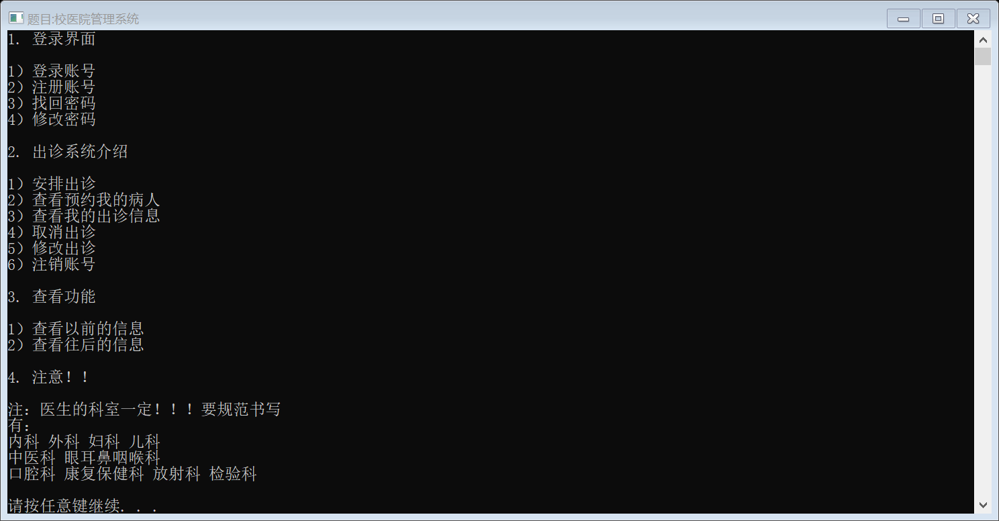 题目:校医院管理系统
1. 登录界面
1）登录账号
2）注册账号
3）找回密码
4）修改密码
2. 出诊系统介绍
1）安排出诊
2）查看预约我的病人
3）查看我的出诊信息
4）取消出诊
5）修改出诊
6）注销账号
3. 查看功能
1）查看以前的信息
2）查看往后的信息
4. 注意！！
注：医生的科室一定！！！要规范书写
有：
内科 外科 妇科 儿科
中医科 眼耳鼻咽喉科
口腔科 康复保健科 放射科 检验科
请按任意键继续. . .